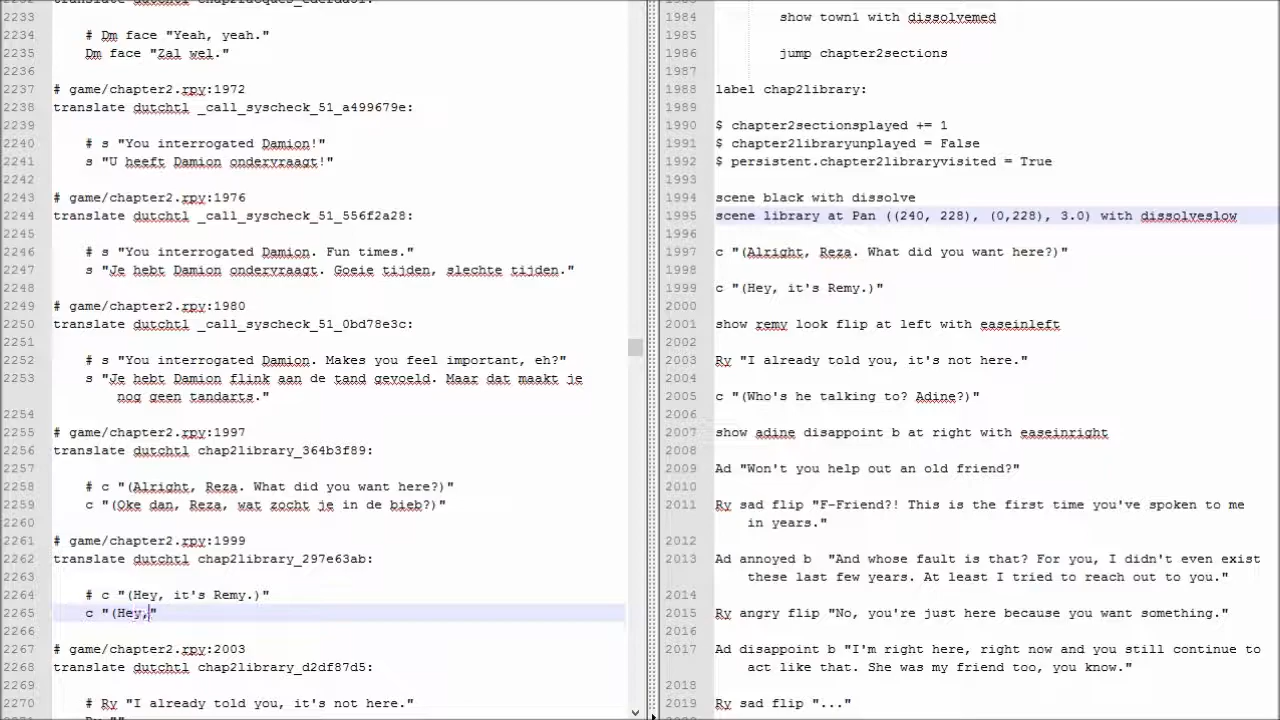 2233
2234 # Dm face "Yeah, yeah."
2235 Dm face "Zal wel."
2236
2237 # game/chapter2.rpy:1972
2238 translate dutchtl _call_syscheck_51_a499679e:
2239
2240 # s "You interrogated Damion!"
2241 s "U heeft Damion ondervraagt!"
2242
2243 # game/chapter2.rpy:1976
2244 translate dutchtl _call_syscheck_51_556f2a28:
2245
2246 # s "You interrogated Damion. Fun times."
2247 s "Je hebt Damion ondervraagt. Goeie tijden, slechte tijden."
2248
2249 # game/chapter2.rpy:1980
2250 translate dutchtl _call_syscheck_51_0bd78e3c:
2251
2252 # s "You interrogated Damion. Makes you feel important, eh?"
2253 s "Je hebt Damion flink aan de tand gevoeld. Maar dat maakt je
nog geen tandarts."
2254
2255 # game/chapter2.rpy:1997
2256 translate dutchtl chap2library_364b3f89:
2257
2258 # c "(Alright, Reza. What did you want here?)"
2259 c "(Oke dan, Reza, wat zocht je in de bieb?)"
2260
2261 # game/chapter2.rpy:1999
2262 translate dutchtl chap2library_297e63ab:
2263
2264 # c "(Hey, it's Remy.)"
2265 c "(Hey,"
2266
2267 # game/chapter2.rpy:2003
2268 translate dutchtl chap2library_d2df87d5:
2269
2270 # Ry "I already told you, it's not here."
1984 show town1 with dissolvemed
1985
1986 jump chapter2sections
1987
1988 label chap2library:
1989
1990 $ chapter2sectionsplayed += 1
1991 $ chapter2libraryunplayed = False
1992 $ persistent.chapter2libraryvisited = True
1993
1994 scene black with dissolve
1995 scene library at Pan ((240, 228), (0,228), 3.0) with dissolveslow
1996
1997 c "(Alright, Reza. What did you want here?)"
1998
1999 c "(Hey, it's Remy.)"
2000
2001 show remy look flip at left with easeinleft
2002
2003 Ry "I already told you, it's not here."
2004
2005 c "(Who's he talking to? Adine?)"
2006
2007 show adine disappoint b at right with easeinright
2008
2009 Ad "Won't you help out an old friend?"
2010
2011 Ry sad flip "F-Friend?! This is the first time you've spoken to me
in years."
2012
2013 Ad annoyed b "And whose fault is that? For you, I didn't even exist
these last few years. At least I tried to reach out to you."
2014
2015 Ry angry flip "No, you're just here because you want something."
2016
2017 Ad disappoint b "I'm right here, right now and you still continue to
act like that. She was my friend too, you know."
2018
2019 Ry sad flip "..."